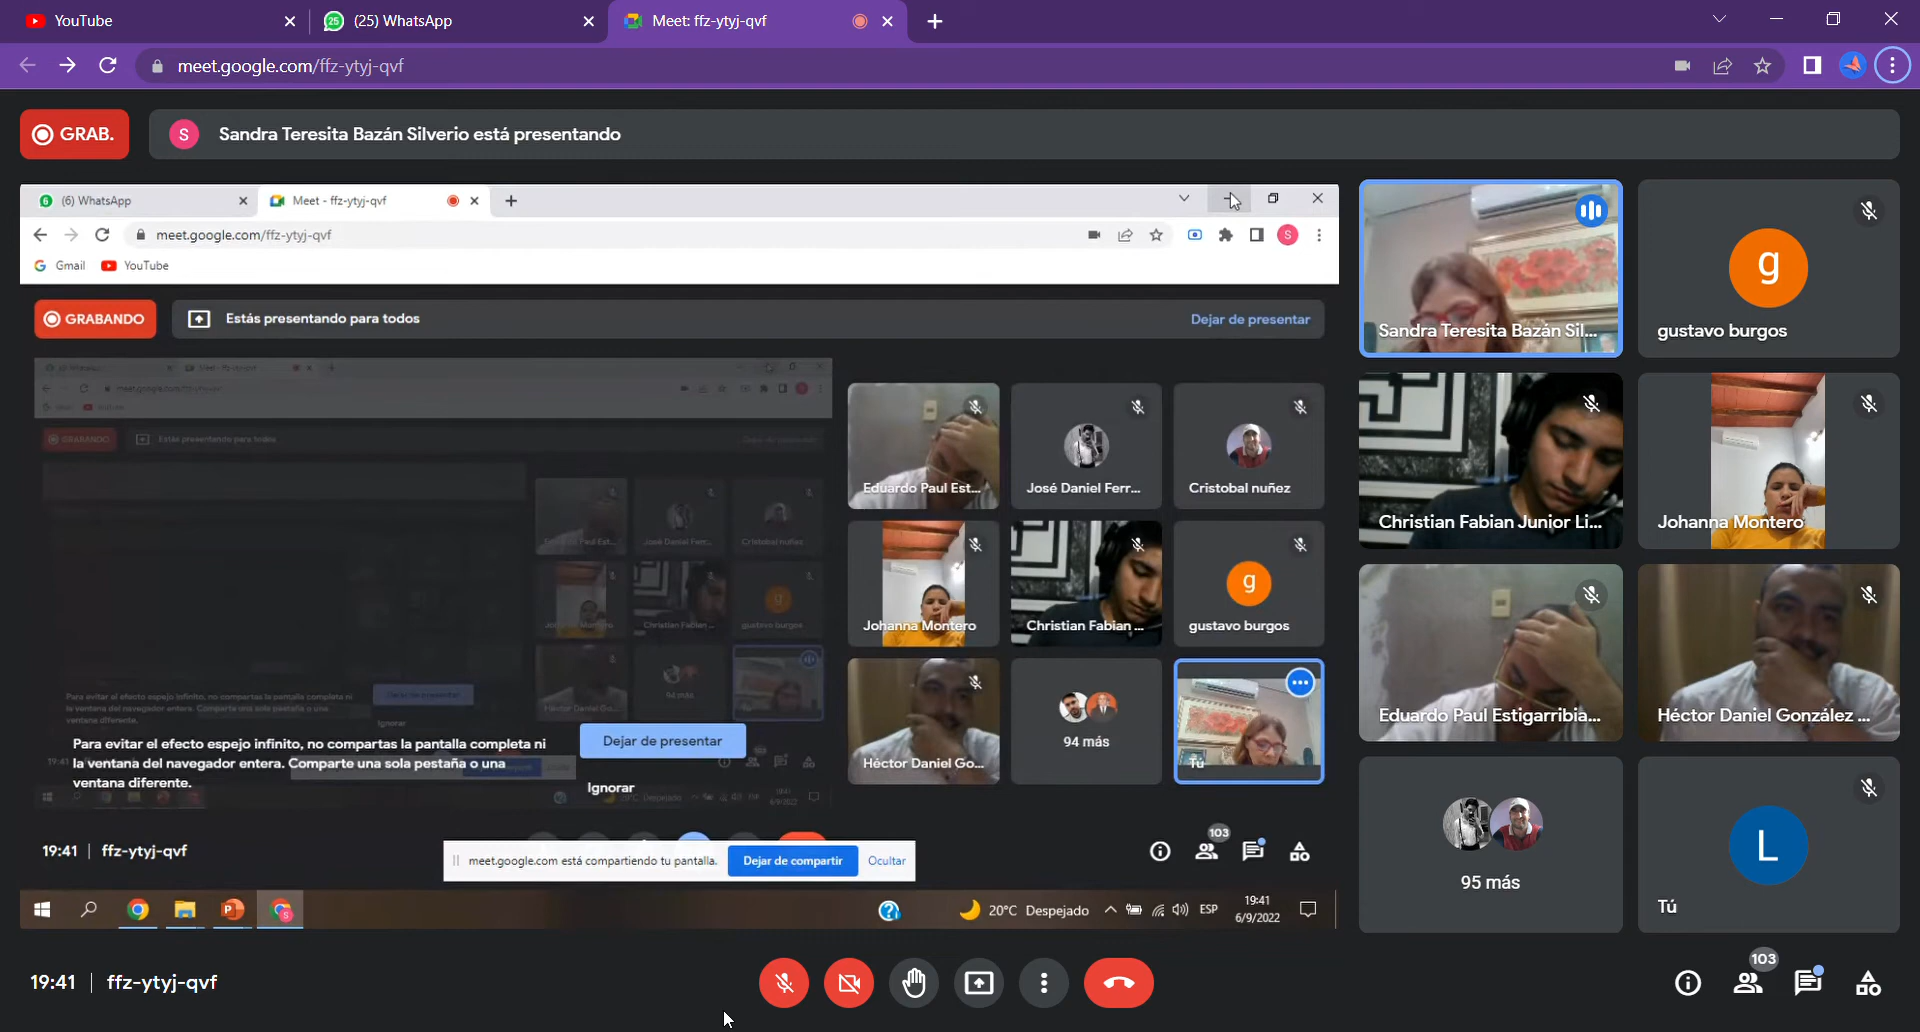 YouTube
25
(25) WhatsApp
Meet: ffz-ytyj-qvf
meet.google.com/ffz-ytyj-qvf
GRAB.
S
Sandra Teresita Bazán Silverio está presentando
6
(6) WhatsApp
Meet - ffz-ytyj-qvf
meet.google.com/ffz-ytyj-qvf
S
Gmail
YouTube
GRABANDO
Estás presentando para todos
Dejar de presentar
Eduardo Paul Est...
José Daniel Ferr...
Cristobal nuñez
Johanna Montero
Christian Fabian ...
g
gustavo burgos
Héctor Daniel Go...
94 más
Tú
Para evitar el efecto espejo infinito, no compartas la pantalla completa ni
la ventana del navegador entera. Comparte una sola pestaña o una
ventana diferente.
Dejar de presentar
Ignorar
19:41
ffz-ytyj-qvf
meet.google.com está compartiendo tu pantalla.
Dejar de compartir
Ocultar
103
20°C Despejado
ESP
19:41
6/9/2022
Sandra Teresita Bazán Sil...
g
gustavo burgos
Christian Fabian Junior Li...
Johanna Montero
Eduardo Paul Estigarribia...
Héctor Daniel González ...
95 más
L
Tú
19:41
ffz-ytyj-qvf
103